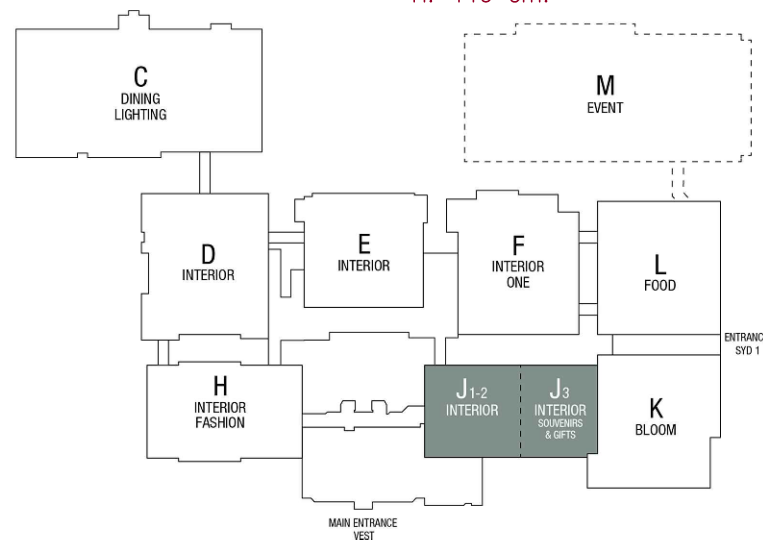 C
DINING
LIGHTING
M
EVENT
D
INTERIOR
E
INTERIOR
F
INTERIOR
ONE
L
FOOD
ENTRANC
SYD 1
H
INTERIOR
FASHION
J1-2
INTERIOR
J3
INTERIOR
SOUVENIRS
& GIFTS
K
BLOOM
MAIN ENTRANCE
VEST